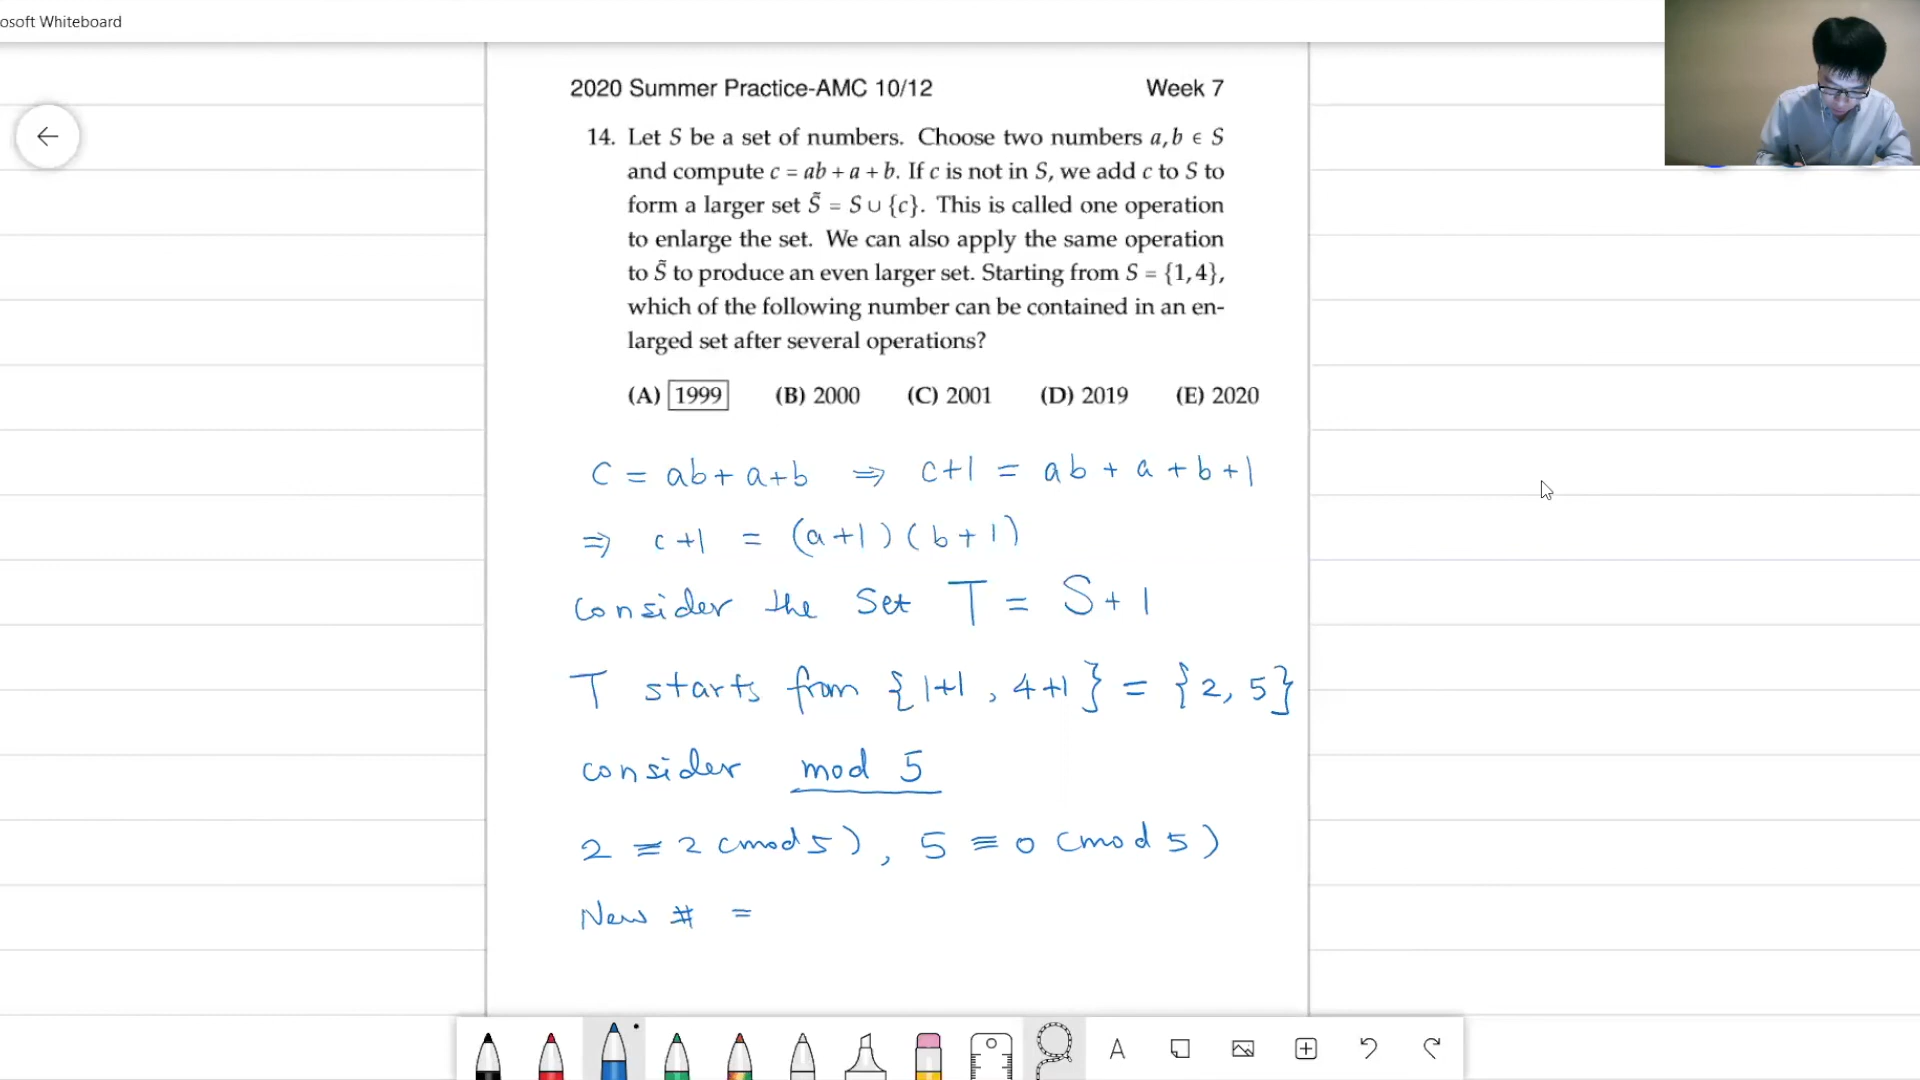 osoft Whiteboard
2020 Summer Practice-AMC 10/12 Week 7
14. Let S be a set of numbers. Choose two numbers a, b ∈ S
and compute c = ab + a + b. If c is not in S, we add c to S to
form a larger set S̃ = S ∪ {c}. This is called one operation
to enlarge the set. We can also apply the same operation
to S̃ to produce an even larger set. Starting from S = {1,4},
which of the following number can be contained in an en-
larged set after several operations?
(A) 1999 (B) 2000 (C) 2001 (D) 2019 (E) 2020
C = ab + a + b ⇒ c+1 = ab + a + b + 1
⇒ c+1 = (a+1)(b+1)
Consider the Set T = S + 1
T starts from {1+1, 4+1} = {2, 5}
consider mod 5
2 ≡ 2 (mod 5), 5 ≡ 0 (mod 5)
New # =
A